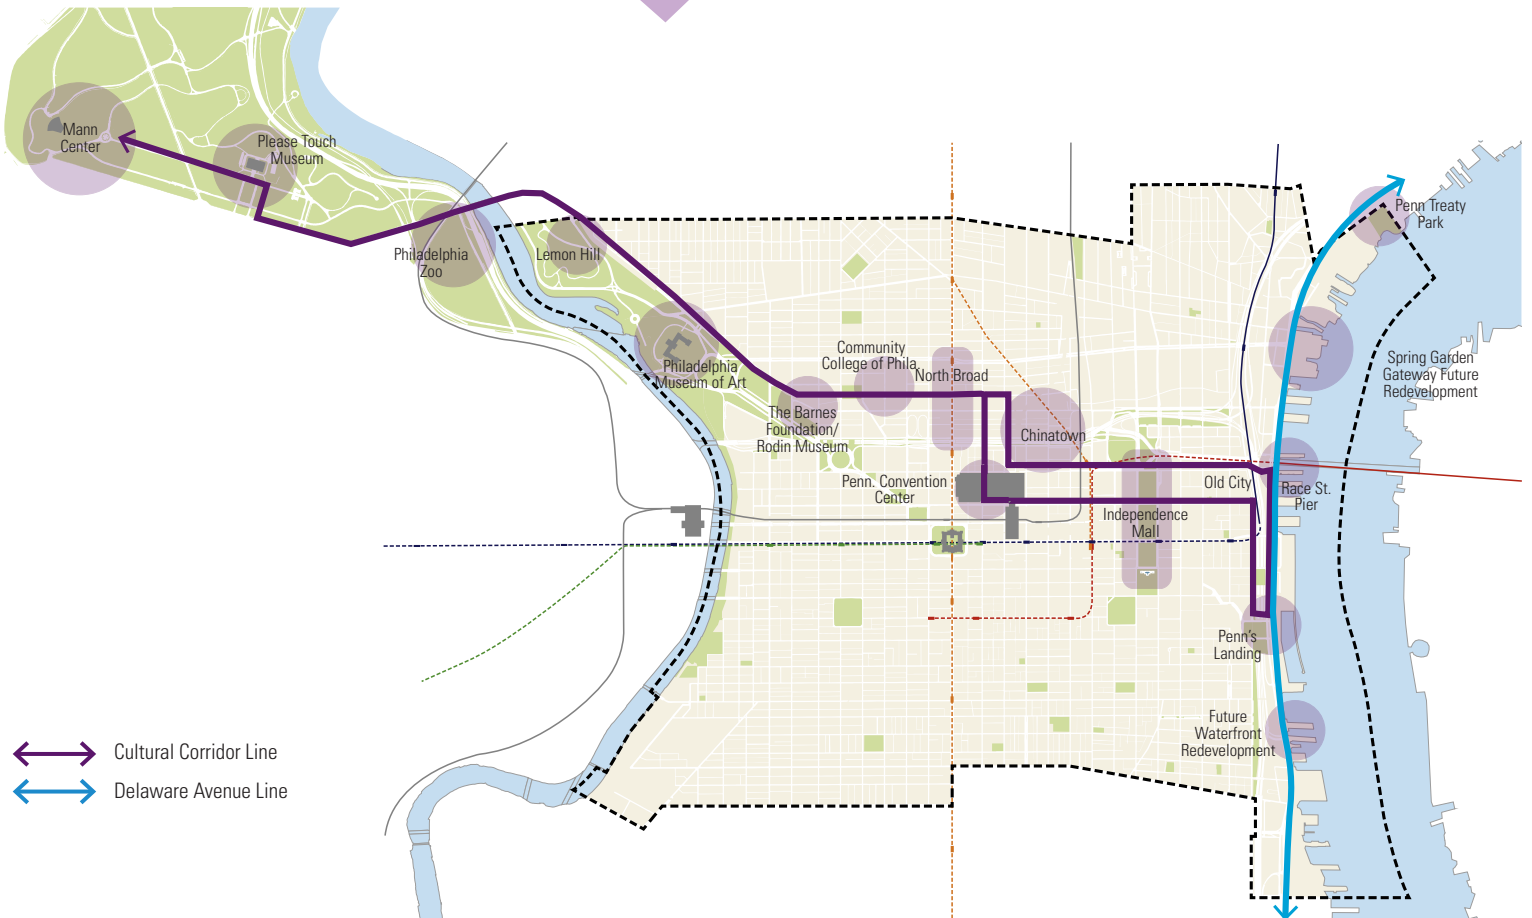 Mann
Center
Please Touch
Museum
Philadelphia
Zoo
Lemon Hill
Philadelphia
Museum of Art
The Barnes
Foundation/
Rodin Museum
Community
College of Phila.
North Broad
Chinatown
Penn. Convention
Center
Independence
Mall
Old City
Race St.
Pier
Penn Treaty
Park
Spring Garden
Gateway Future
Redevelopment
Penn's
Landing
Future
Waterfront
Redevelopment
Cultural Corridor Line
Delaware Avenue Line